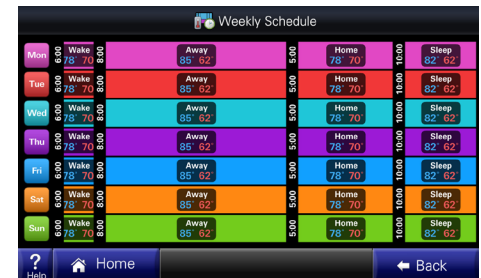 Weekly Schedule
Mon 6:00 Wake 78° 70° 8:00 Away 85° 62° 5:00 Home 78° 70° 10:00 Sleep 82° 62°
Tue 6:00 Wake 78° 70° 8:00 Away 85° 62° 5:00 Home 78° 70° 10:00 Sleep 82° 62°
Wed 6:00 Wake 78° 70° 8:00 Away 85° 62° 5:00 Home 78° 70° 10:00 Sleep 82° 62°
Thu 6:00 Wake 78° 70° 8:00 Away 85° 62° 5:00 Home 78° 70° 10:00 Sleep 82° 62°
Fri 6:00 Wake 78° 70° 8:00 Away 85° 62° 5:00 Home 78° 70° 10:00 Sleep 82° 62°
Sat 6:00 Wake 78° 70° 8:00 Away 85° 62° 5:00 Home 78° 70° 10:00 Sleep 82° 62°
Sun 6:00 Wake 78° 70° 8:00 Away 85° 62° 5:00 Home 78° 70° 10:00 Sleep 82° 62°
? Help Home Back